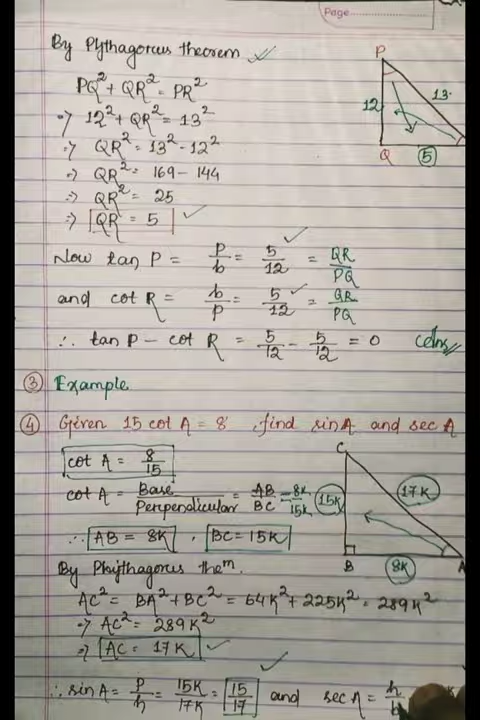 Page
By Pythagorus theorem
PQ² + QR² = PR²
⇒ 12² + QR² = 13²
⇒ QR² = 13² - 12²
⇒ QR² = 169 - 144
⇒ QR² = 25
⇒ QR = 5
P
12
13
Q
5
Now tan P = p/b = 5/12 = QR/PQ
and cot R = b/p = 5/12 = QR/PQ
∴ tan P - cot R = 5/12 - 5/12 = 0
③ Example
④ Given 15 cot A = 8, find sin A and sec A
cot A = 8/15
cot A = Base/Perpendicular = AB/BC = 8K/15K
∴ AB = 8K , BC = 15K
C
15K
17K
B
8K
A
By Pythagorus theᵐ.
AC² = BA² + BC² = 64K² + 225K² = 289K²
⇒ AC² = 289K²
⇒ AC = 17K
∴ sin A = p/h = 15K/17K = 15/17 and sec A = h/b